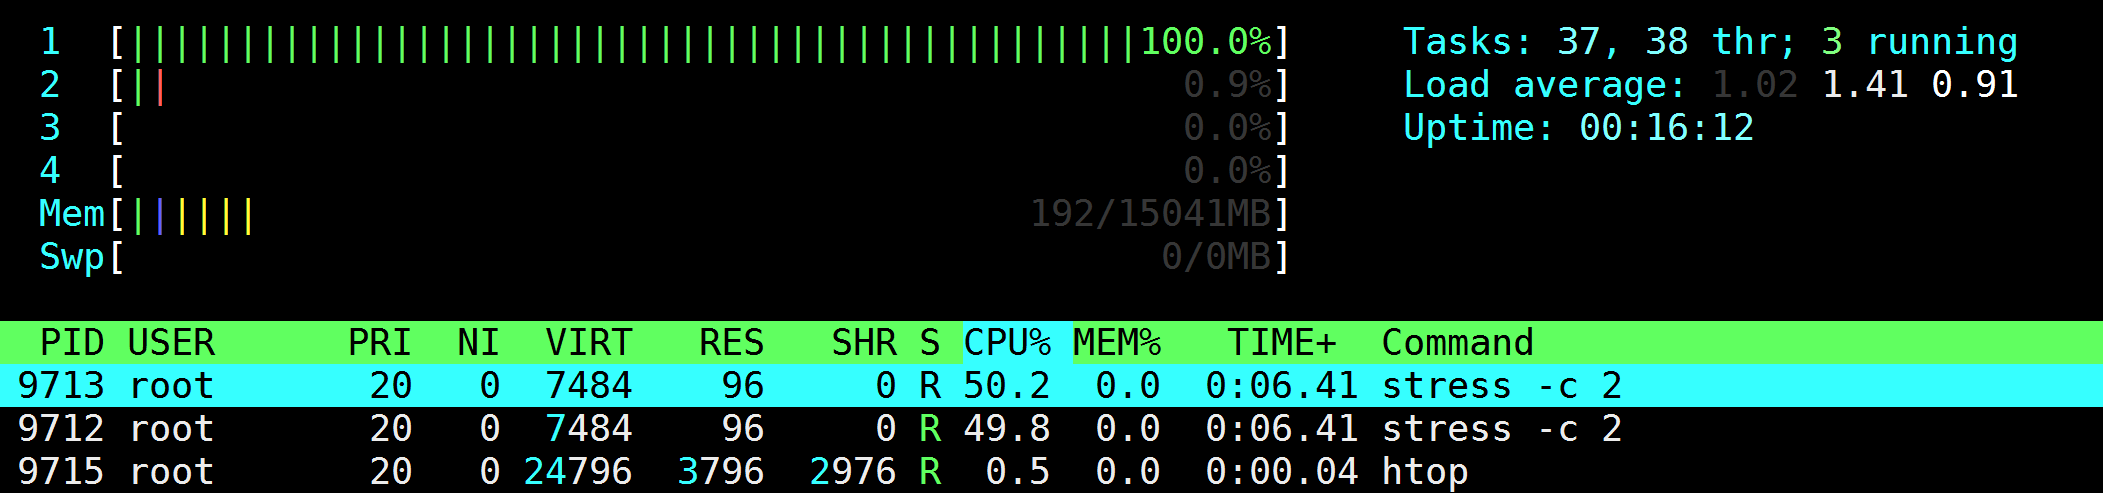 1 [||||||||||||||||||||||||||||||||||||||||||||||100.0%] Tasks: 37, 38 thr; 3 running
2 [|| 0.9%] Load average: 1.02 1.41 0.91
3 [ 0.0%] Uptime: 00:16:12
4 [ 0.0%]
Mem[|||||| 192/15041MB]
Swp[ 0/0MB]
PID USER PRI NI VIRT RES SHR S CPU% MEM% TIME+ Command
9713 root 20 0 7484 96 0 R 50.2 0.0 0:06.41 stress -c 2
9712 root 20 0 7484 96 0 R 49.8 0.0 0:06.41 stress -c 2
9715 root 20 0 24796 3796 2976 R 0.5 0.0 0:00.04 htop